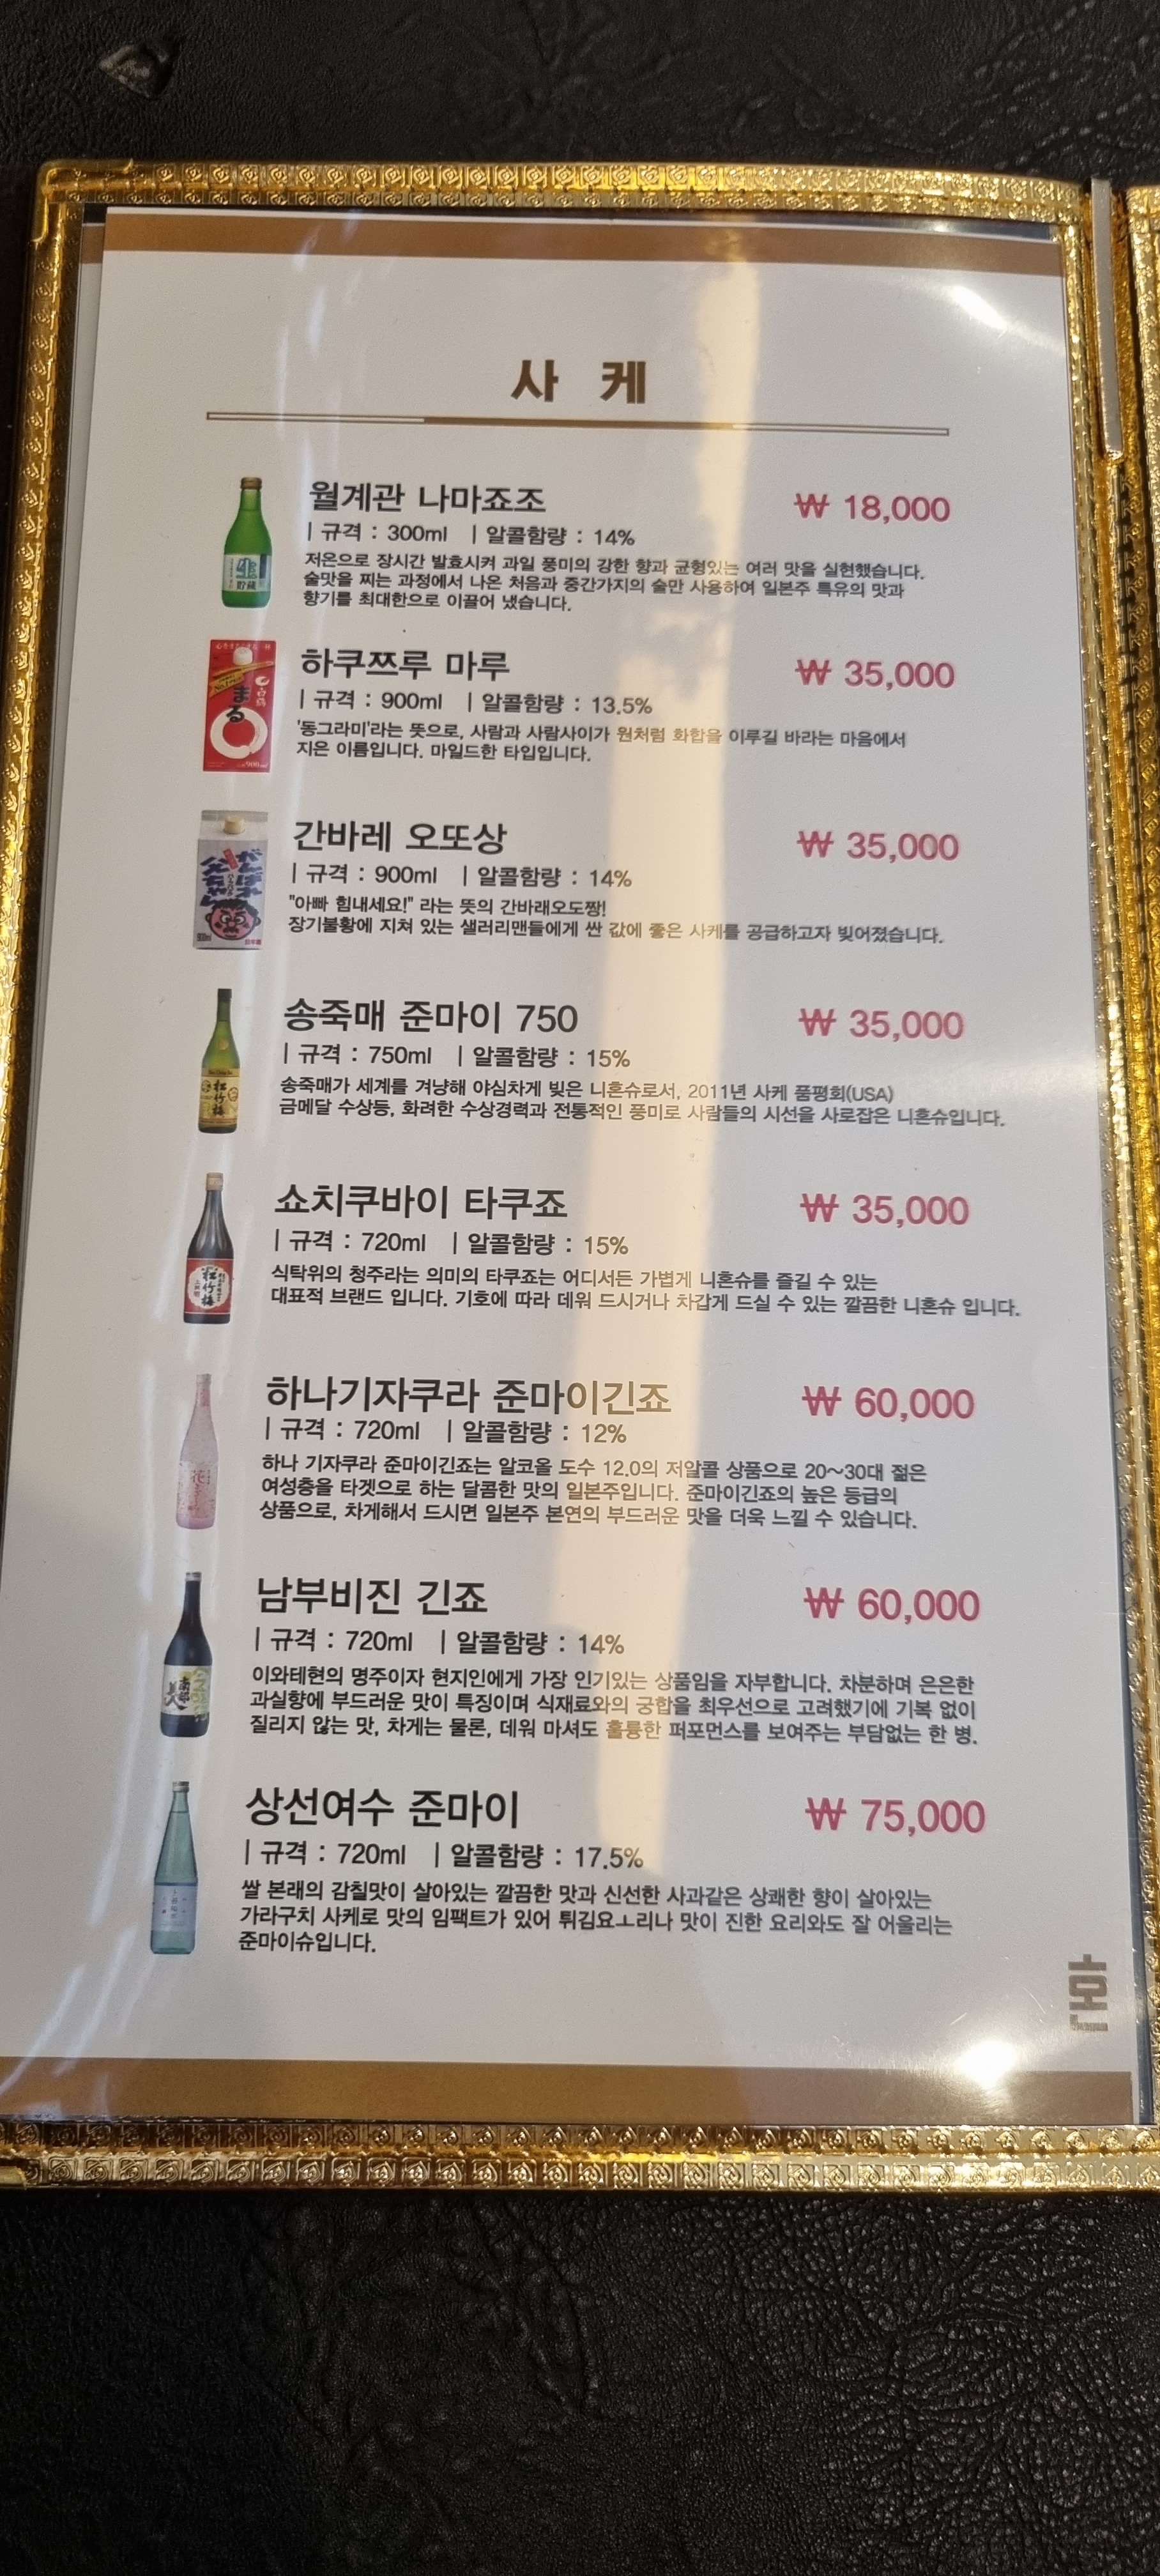 사 케
월계관 나마죠조
₩ 18,000
| 규격 : 300ml | 알콜함량 : 14%
저온으로 장시간 발효시켜 과일 풍미의 강한 향과 균형있는 여러 맛을 실현했습니다.
술맛을 찌는 과정에서 나온 처음과 중간가지의 술만 사용하여 일본주 특유의 맛과
향기를 최대한으로 이끌어 냈습니다.
하쿠쯔루 마루
₩ 35,000
| 규격 : 900ml | 알콜함량 : 13.5%
'동그라미'라는 뜻으로, 사람과 사람사이가 원처럼 화합을 이루길 바라는 마음에서
지은 이름입니다. 마일드한 타입입니다.
간바레 오또상
₩ 35,000
| 규격 : 900ml | 알콜함량 : 14%
"아빠 힘내세요!" 라는 뜻의 간바래오도짱!
장기불황에 지쳐 있는 샐러리맨들에게 싼 값에 좋은 사케를 공급하고자 빚어졌습니다.
송죽매 준마이 750
₩ 35,000
| 규격 : 750ml | 알콜함량 : 15%
송죽매가 세계를 겨냥해 야심차게 빚은 니혼슈로서, 2011년 사케 품평회(USA)
금메달 수상등, 화려한 수상경력과 전통적인 풍미로 사람들의 시선을 사로잡은 니혼슈입니다.
쇼치쿠바이 타쿠죠
₩ 35,000
| 규격 : 720ml | 알콜함량 : 15%
식탁위의 청주라는 의미의 타쿠죠는 어디서든 가볍게 니혼슈를 즐길 수 있는
대표적 브랜드 입니다. 기호에 따라 데워 드시거나 차갑게 드실 수 있는 깔끔한 니혼슈 입니다.
하나기자쿠라 준마이긴죠
₩ 60,000
| 규격 : 720ml | 알콜함량 : 12%
하나 기자쿠라 준마이긴죠는 알코올 도수 12.0의 저알콜 상품으로 20~30대 젊은
여성층을 타겟으로 하는 달콤한 맛의 일본주입니다. 준마이긴죠의 높은 등급의
상품으로, 차게해서 드시면 일본주 본연의 부드러운 맛을 더욱 느낄 수 있습니다.
남부비진 긴죠
₩ 60,000
| 규격 : 720ml | 알콜함량 : 14%
이와테현의 명주이자 현지인에게 가장 인기있는 상품임을 자부합니다. 차분하며 은은한
과실향에 부드러운 맛이 특징이며 식재료와의 궁합을 최우선으로 고려했기에 기복 없이
질리지 않는 맛, 차게는 물론, 데워 마셔도 훌륭한 퍼포먼스를 보여주는 부담없는 한 병.
상선여수 준마이
₩ 75,000
| 규격 : 720ml | 알콜함량 : 17.5%
쌀 본래의 감칠맛이 살아있는 깔끔한 맛과 신선한 사과같은 상쾌한 향이 살아있는
가라구치 사케로 맛의 임팩트가 있어 튀김요ㅗ리나 맛이 진한 요리와도 잘 어울리는
준마이슈입니다.
혼
生
貯蔵
白鶴
まる
900ml
がんばれ
父ちゃん
松竹梅
松竹梅
花
南部
美人